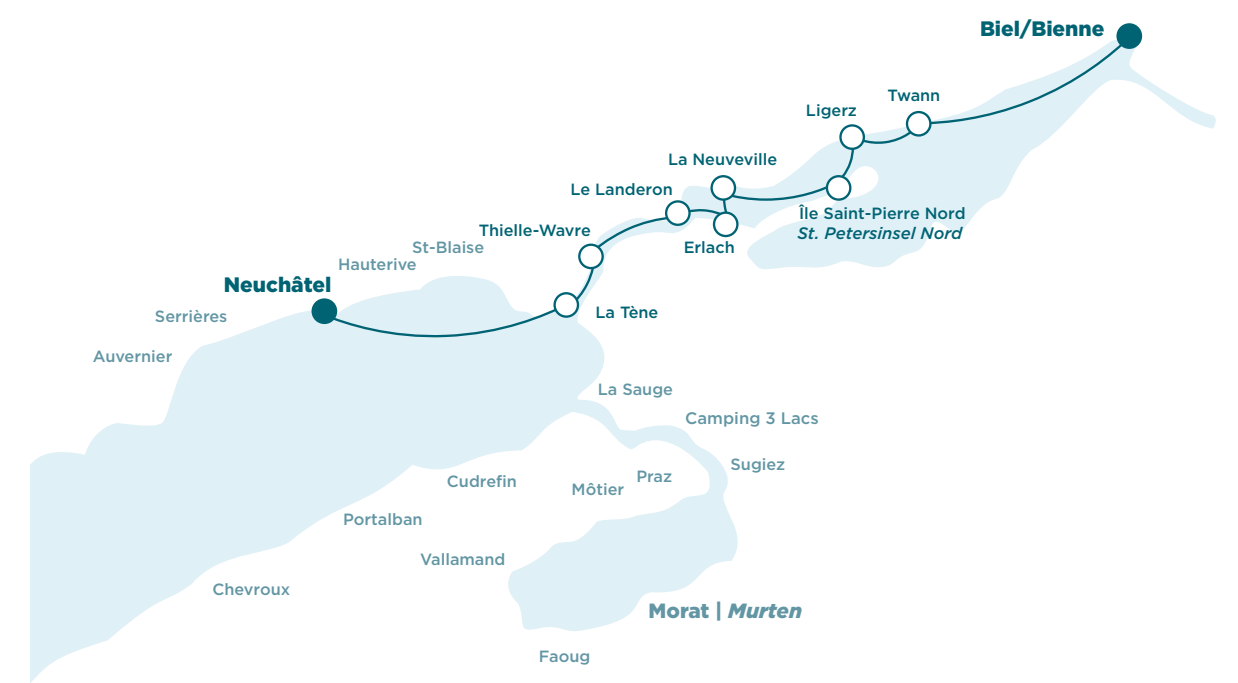 Biel/Bienne
Twann
Ligerz
La Neuveville
Le Landeron
Île Saint-Pierre Nord
St. Petersinsel Nord
Thielle-Wavre
Erlach
St-Blaise
Hauterive
Neuchâtel
La Tène
Serrières
Auvernier
La Sauge
Camping 3 Lacs
Sugiez
Praz
Cudrefin
Môtier
Portalban
Vallamand
Chevroux
Morat | Murten
Faoug